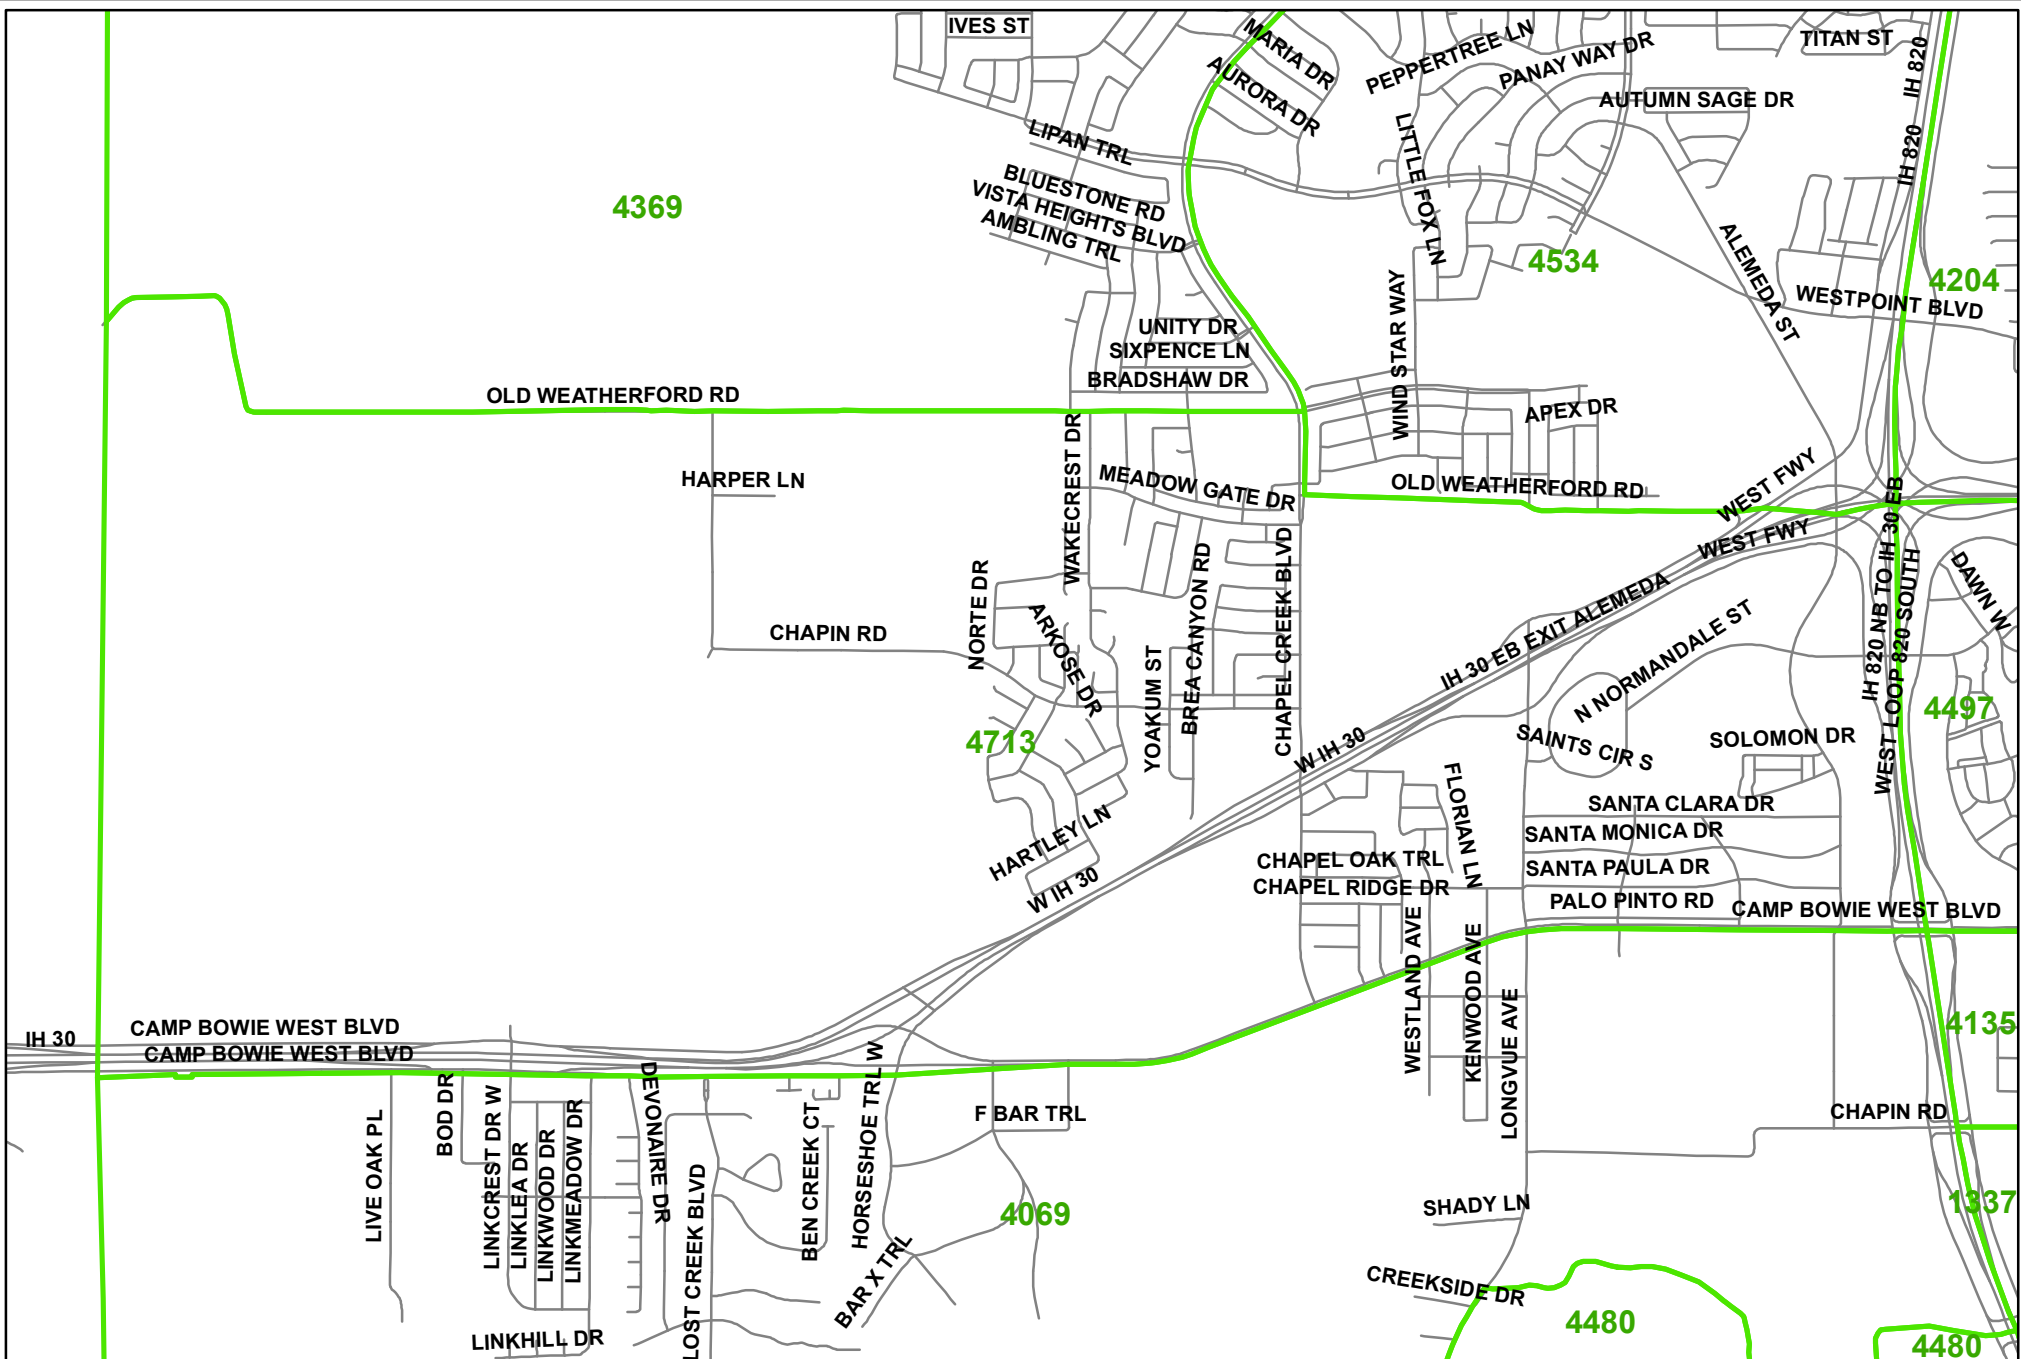 IVES ST
MARIA DR
PEPPERTREE LN
PANAY WAY DR
TITAN ST
IH 820
AURORA DR
AUTUMN SAGE DR
LIPAN TRL
LITTLE FOX LN
IH 820
BLUESTONE RD
VISTA HEIGHTS BLVD
AMBLING TRL
4369
4534
ALEMEDA ST
4204
WESTPOINT BLVD
WIND STAR WAY
UNITY DR
SIXPENCE LN
BRADSHAW DR
OLD WEATHERFORD RD
APEX DR
WAKECREST DR
HARPER LN
MEADOW GATE DR
OLD WEATHERFORD RD
WEST FWY
WEST FWY
IH 820 NB TO IH 30 EB
WEST LOOP 820 SOUTH
DAWN W
NORTE DR
ARKOSE DR
BREA CANYON RD
CHAPEL CREEK BLVD
IH 30 EB EXIT ALEMEDA
N NORMANDALE ST
CHAPIN RD
YOAKUM ST
4713
4497
W IH 30
SAINTS CIR S
SOLOMON DR
FLORIAN LN
SANTA CLARA DR
SANTA MONICA DR
HARTLEY LN
CHAPEL OAK TRL
SANTA PAULA DR
CHAPEL RIDGE DR
W IH 30
PALO PINTO RD
CAMP BOWIE WEST BLVD
WESTLAND AVE
KENWOOD AVE
LONGVUE AVE
IH 30
CAMP BOWIE WEST BLVD
CAMP BOWIE WEST BLVD
4135
LIVE OAK PL
BOD DR
LINKCREST DR W
LINKLEA DR
LINKWOOD DR
LINKMEADOW DR
DEVONAIRE DR
LOST CREEK BLVD
BEN CREEK CT
HORSESHOE TRL W
F BAR TRL
CHAPIN RD
4069
SHADY LN
1337
BAR X TRL
CREEKSIDE DR
4480
LINKHILL DR
4480